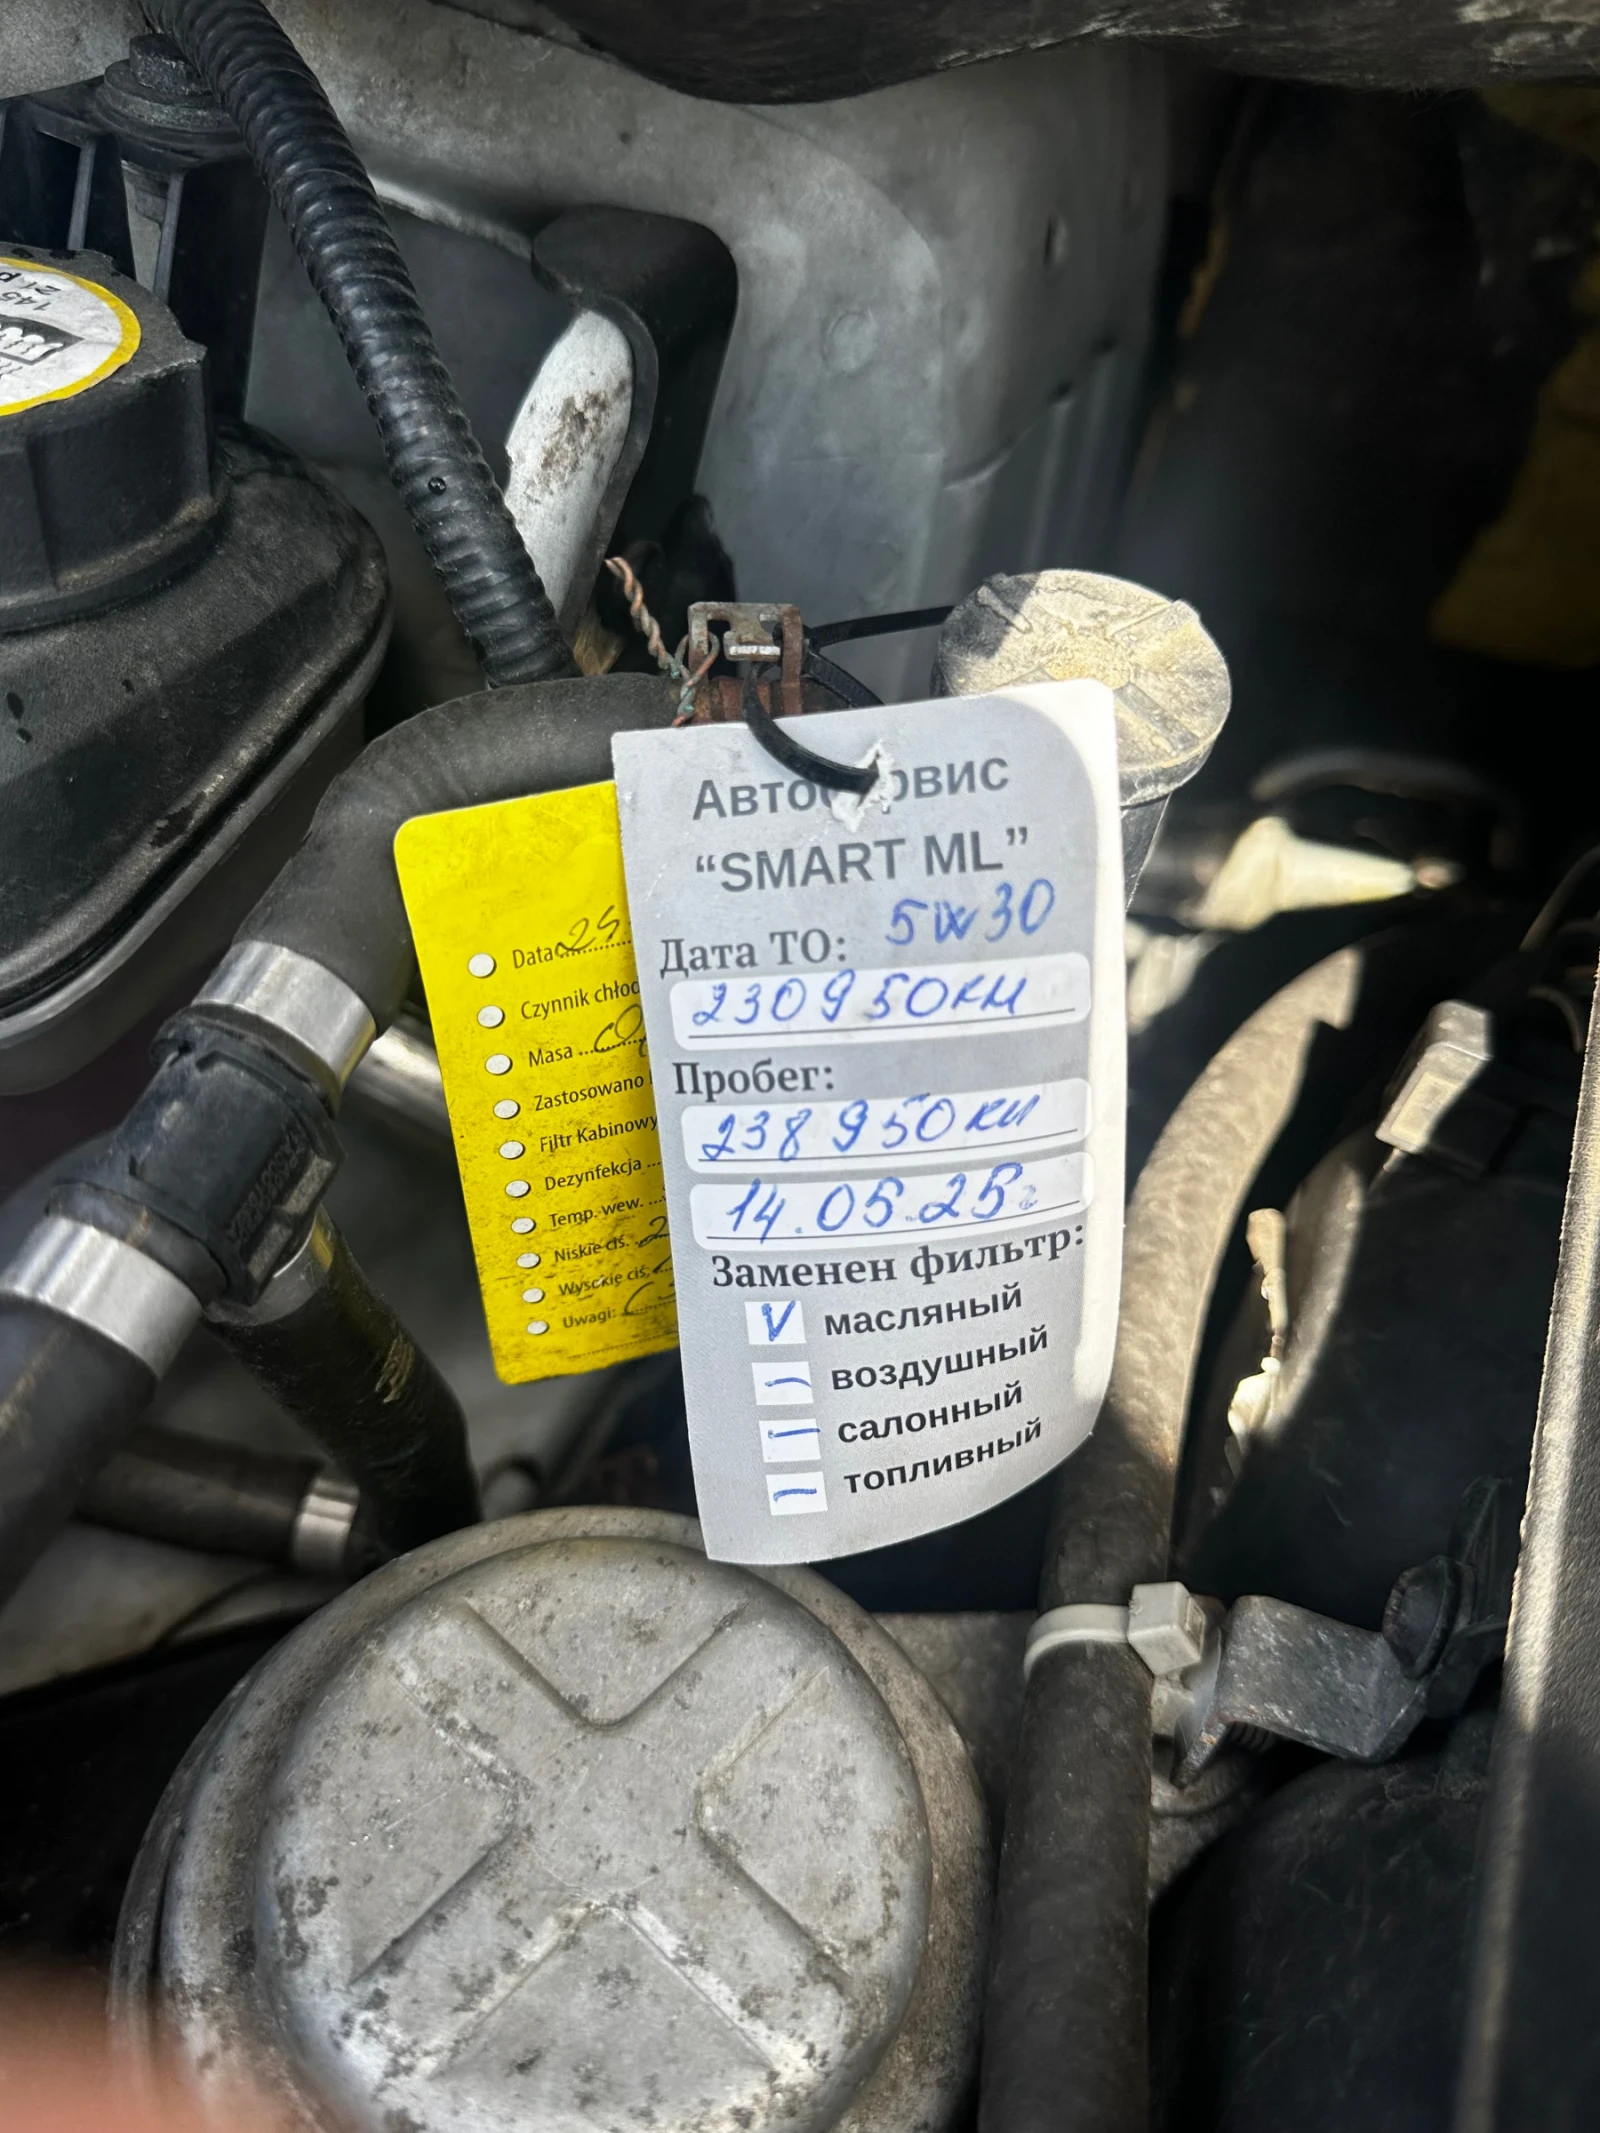 Автосервис
“SMART ML”
5w30
Дата ТО:
230950км
Пробег:
238950км
14.05.25г
Заменен фильтр:
V масляный
– воздушный
– салонный
– топливный
Data
Czynnik chłod
Masa
Zastosowano
Filtr Kabinowy
Dezynfekcja
Temp. wew.
Niskie ciś.
Wysokie ciś.
Uwagi:
145